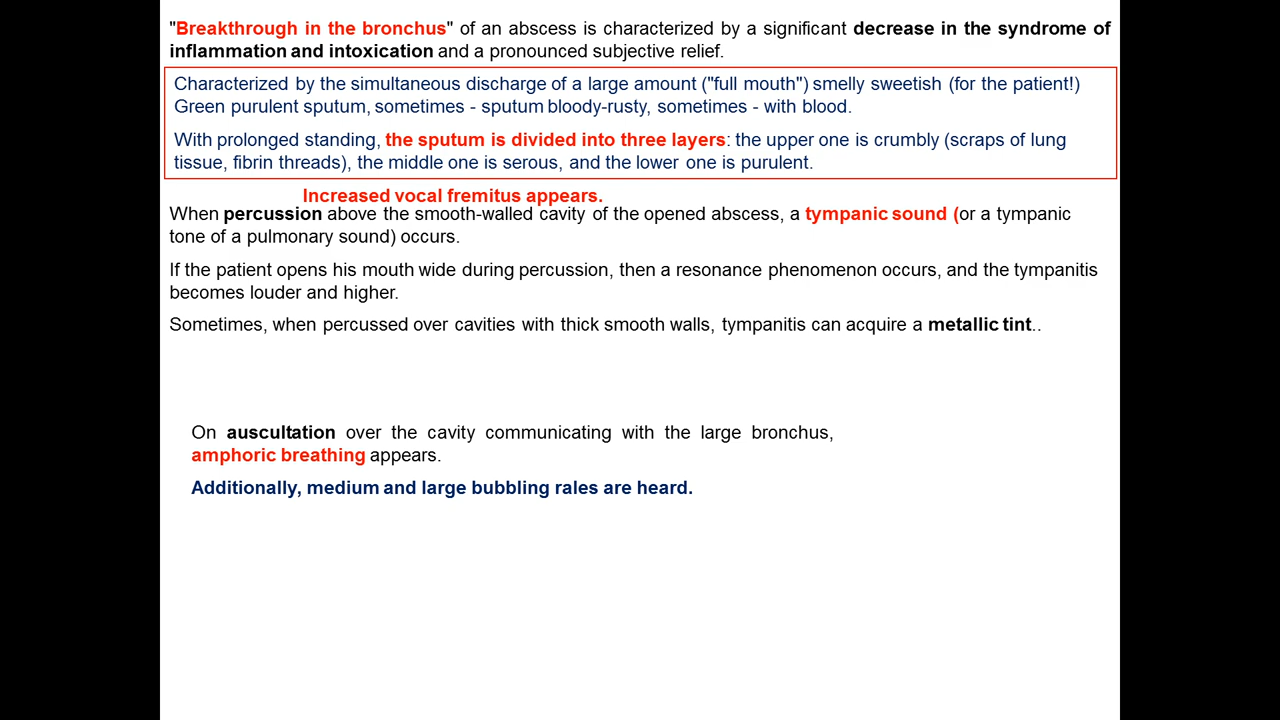 "Breakthrough in the bronchus" of an abscess is characterized by a significant decrease in the syndrome of
inflammation and intoxication and a pronounced subjective relief.
Characterized by the simultaneous discharge of a large amount ("full mouth") smelly sweetish (for the patient!)
Green purulent sputum, sometimes - sputum bloody-rusty, sometimes - with blood.
With prolonged standing, the sputum is divided into three layers: the upper one is crumbly (scraps of lung
tissue, fibrin threads), the middle one is serous, and the lower one is purulent.
Increased vocal fremitus appears.
When percussion above the smooth-walled cavity of the opened abscess, a tympanic sound (or a tympanic
tone of a pulmonary sound) occurs.
If the patient opens his mouth wide during percussion, then a resonance phenomenon occurs, and the tympanitis
becomes louder and higher.
Sometimes, when percussed over cavities with thick smooth walls, tympanitis can acquire a metallic tint..
On auscultation over the cavity communicating with the large bronchus,
amphoric breathing appears.
Additionally, medium and large bubbling rales are heard.